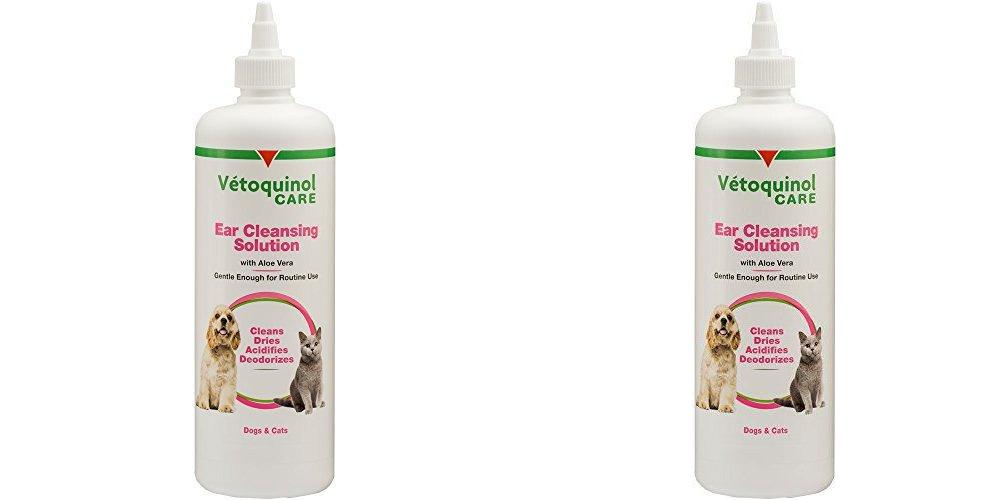 Vétoquinol
CARE
Ear Cleansing
Solution
with Aloe Vera
Gentle Enough for Routine Use
Cleans
Dries
Acidifies
Deodorizes
Dogs & Cats
Vétoquinol
CARE
Ear Cleansing
Solution
with Aloe Vera
Gentle Enough for Routine Use
Cleans
Dries
Acidifies
Deodorizes
Dogs & Cats